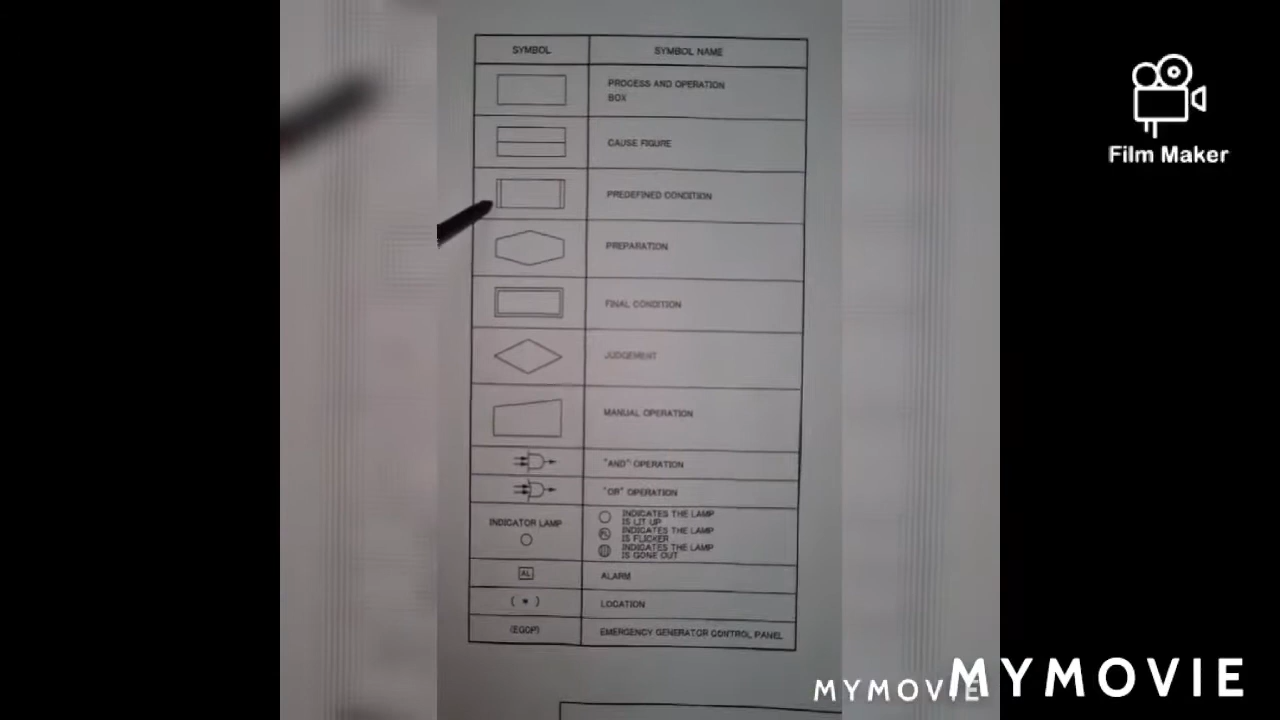 SYMBOL SYMBOL NAME
PROCESS AND OPERATION
BOX
CAUSE FIGURE
PREDEFINED CONDITION
PREPARATION
FINAL CONDITION
JUDGEMENT
MANUAL OPERATION
"AND" OPERATION
"OR" OPERATION
INDICATOR LAMP
INDICATES THE LAMP
IS LIT UP
FL INDICATES THE LAMP
IS FLICKER
INDICATES THE LAMP
IS GONE OUT
AL ALARM
( * ) LOCATION
(EGCP) EMERGENCY GENERATOR CONTROL PANEL
Film Maker
MYMOVIE
MYMOVIE